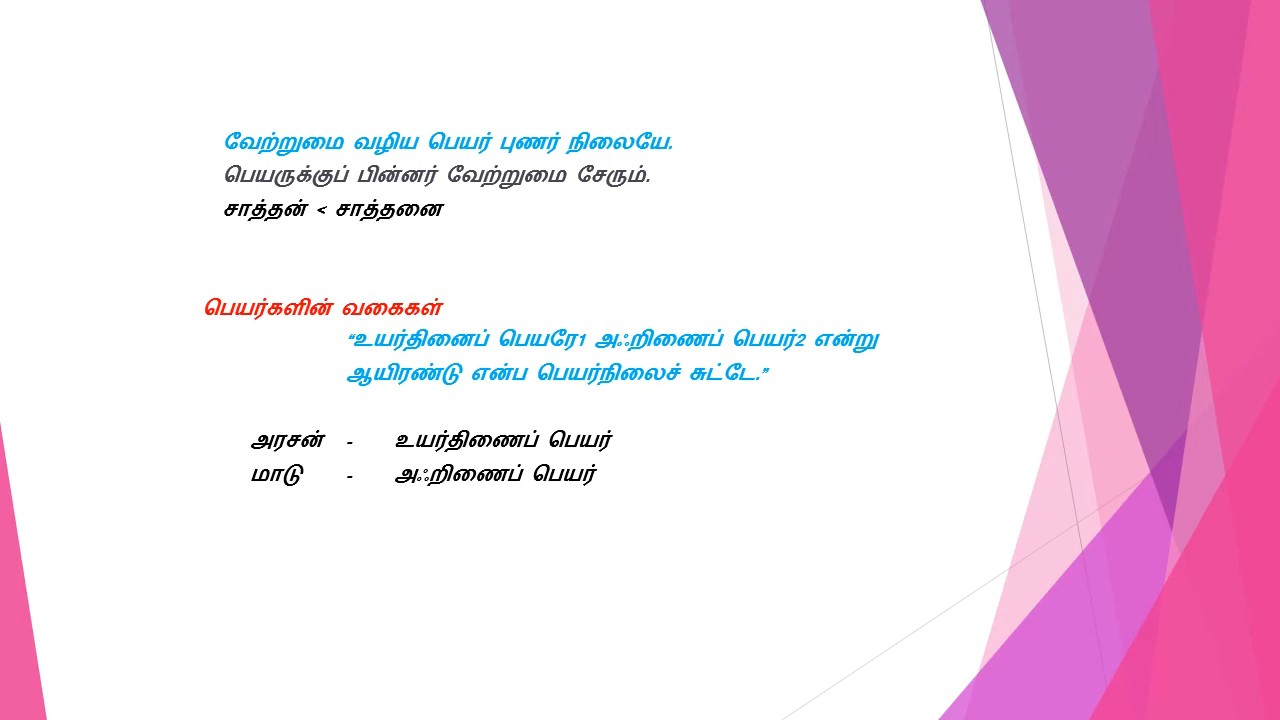 வேற்றுமை வழிய பெயர் புணர் நிலையே.
பெயருக்குப் பின்னர் வேற்றுமை சேரும்.
சாத்தன் < சாத்தனை
பெயர்களின் வகைகள்
“உயர்தினைப் பெயரே1 அஃறிணைப் பெயர்2 என்று
ஆயிரண்டு என்ப பெயர்நிலைச் சுட்டே.”
அரசன் - உயர்திணைப் பெயர்
மாடு - அஃறிணைப் பெயர்